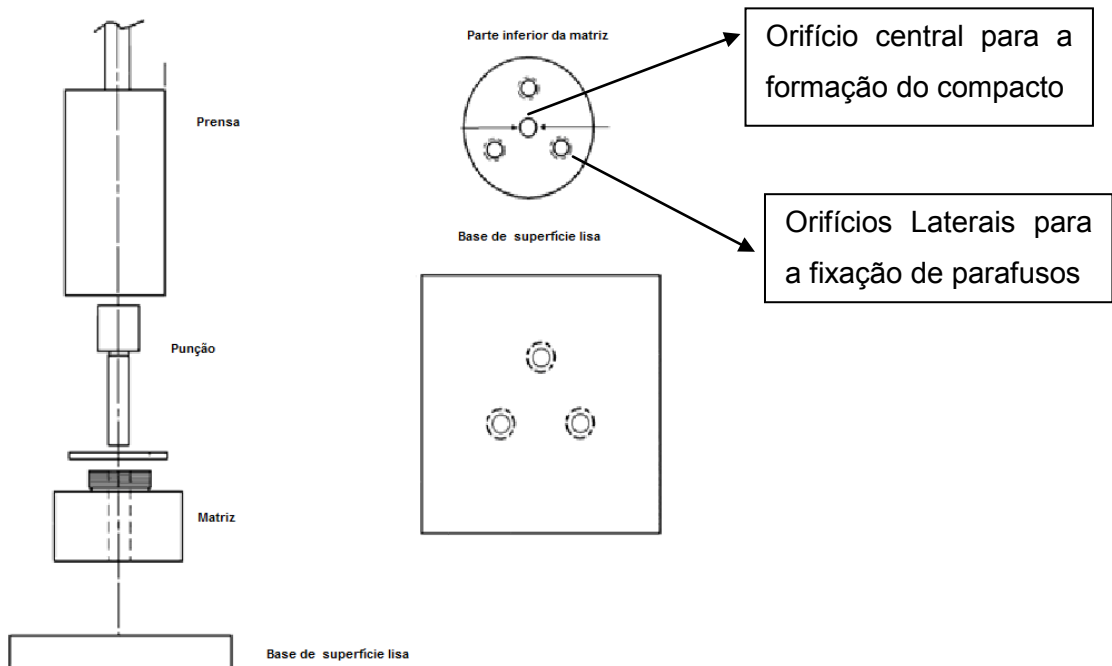 Prensa
Punção
Matriz
Base de superfície lisa
Parte inferior da matriz
Base de superfície lisa
Orifício central para a
formação do compacto
Orifícios Laterais para
a fixação de parafusos